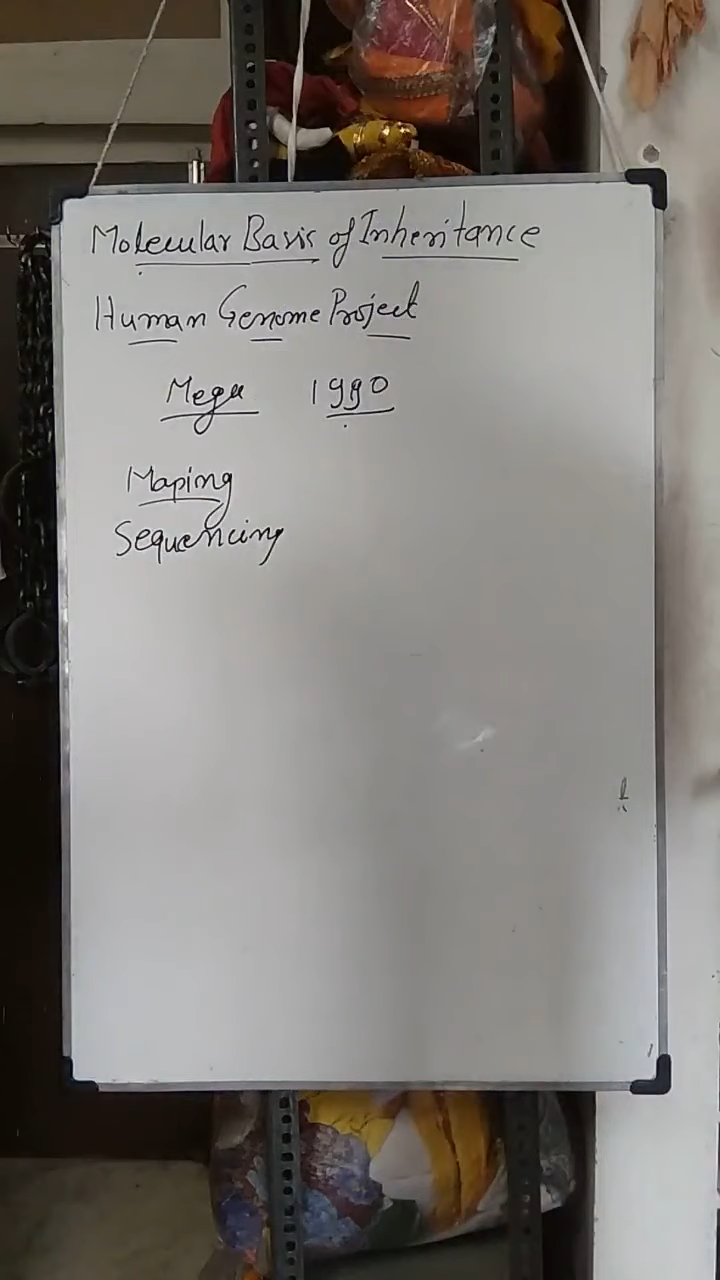 Molecular Basis of Inheritance
Human Genome Project
Mega 1990
Maping
Sequencing